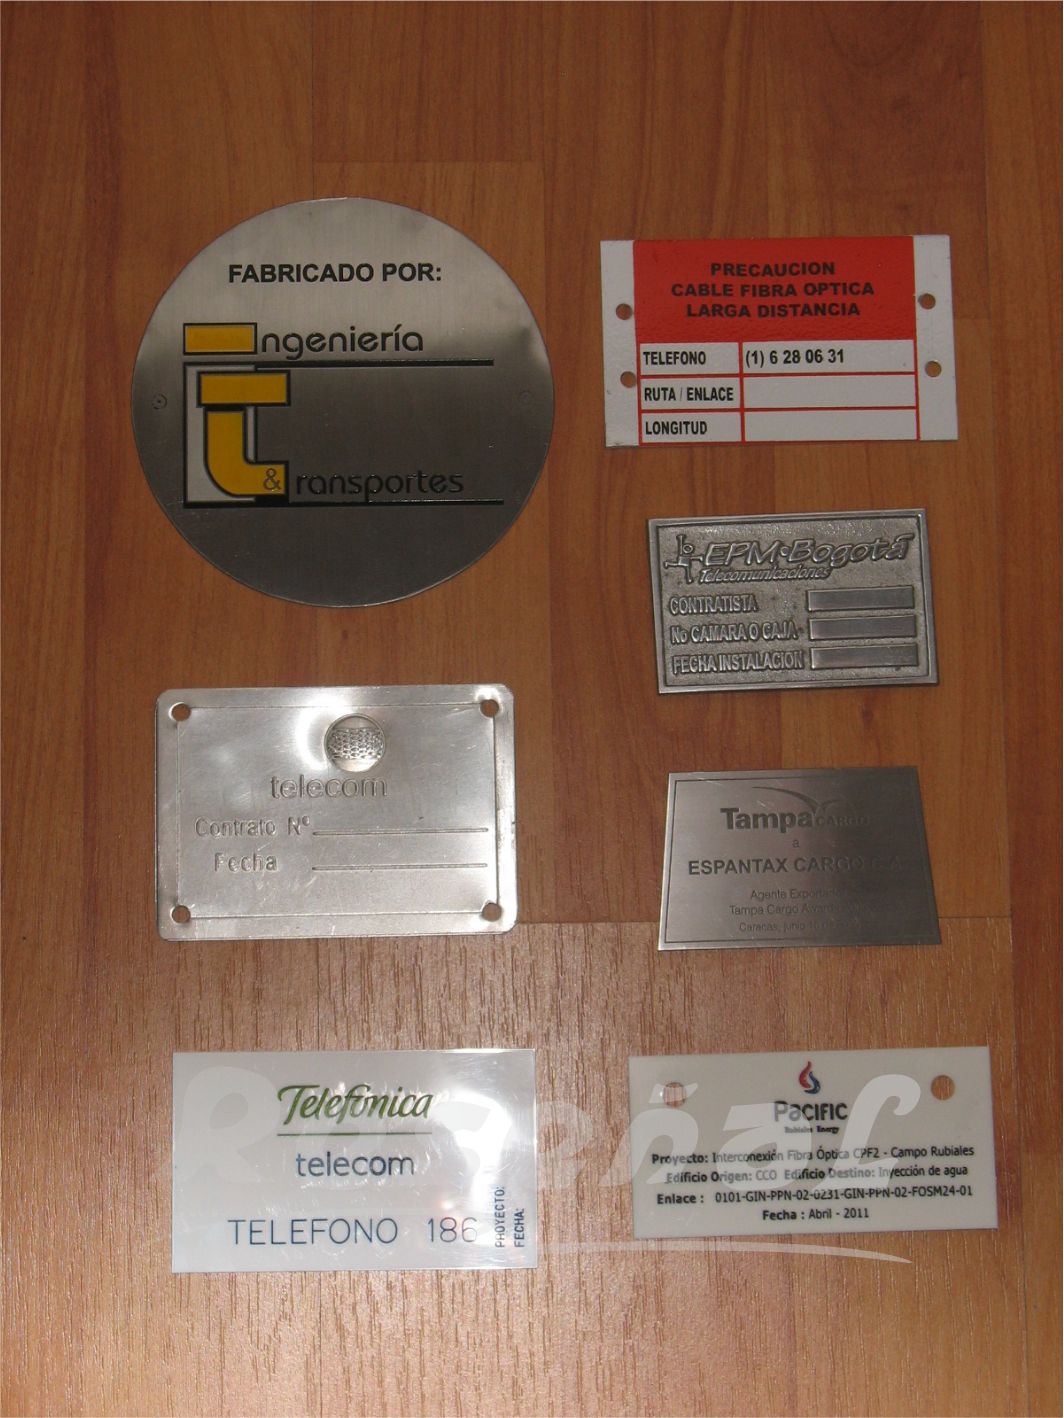 FABRICADO POR:
Ingeniería
& Transportes
PRECAUCION
CABLE FIBRA OPTICA
LARGA DISTANCIA
TELEFONO (1) 6 28 06 31
RUTA / ENLACE
LONGITUD
EPM·Bogotá
Telecomunicaciones
CONTRATISTA
No CAMARA O CAJA
FECHA INSTALACION
telecom
Contrato Nº
Fecha
Tampa CARGO
a
ESPANTAX CARGO C.A.
Agente Exportador
Tampa Cargo
Caracas, junio
Telefónica
telecom
TELEFONO 186
PROYECTO:
FECHA:
PACIFIC
Rubiales Energy
Proyecto: Interconexión Fibra Óptica CPF2 - Campo Rubiales
Edificio Origen: CCO Edificio Destino: Inyección de agua
Enlace : 0101-GIN-PPN-02-0231-GIN-PPN-02-FOSM24-01
Fecha : Abril - 2011